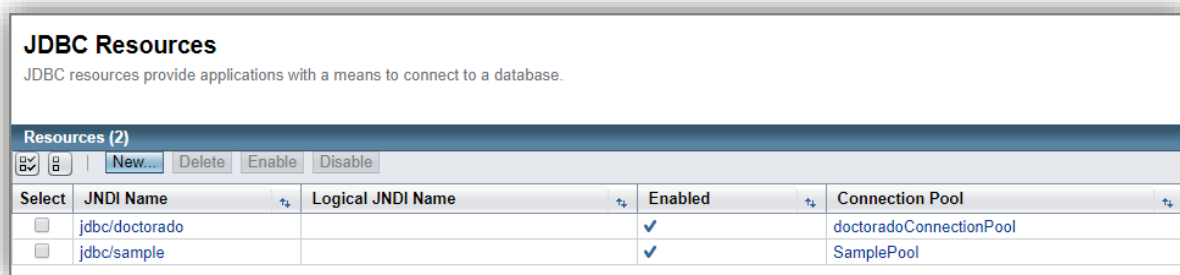 JDBC Resources
JDBC resources provide applications with a means to connect to a database.
Resources (2)
New... Delete Enable Disable
Select JNDI Name Logical JNDI Name Enabled Connection Pool
jdbc/doctorado doctoradoConnectionPool
jdbc/sample SamplePool